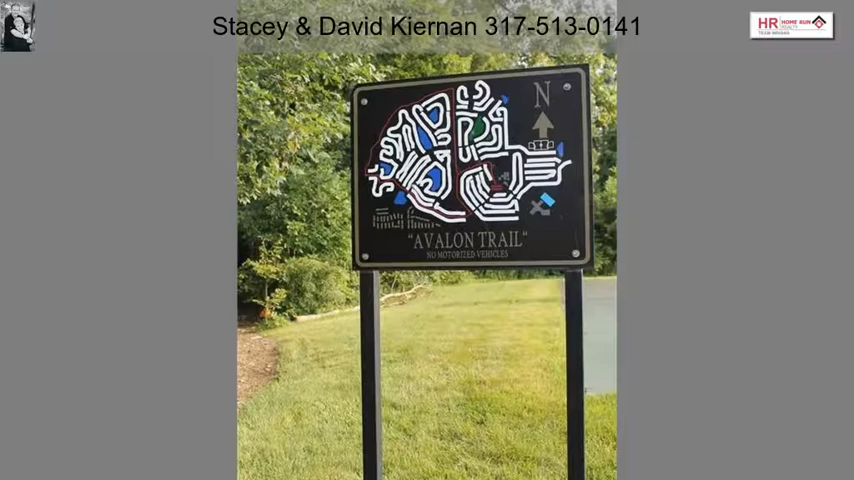 Stacey & David Kiernan 317-513-0141
HR HOME RUN
REALTY
N
"AVALON TRAIL"
NO MOTORIZED VEHICLES